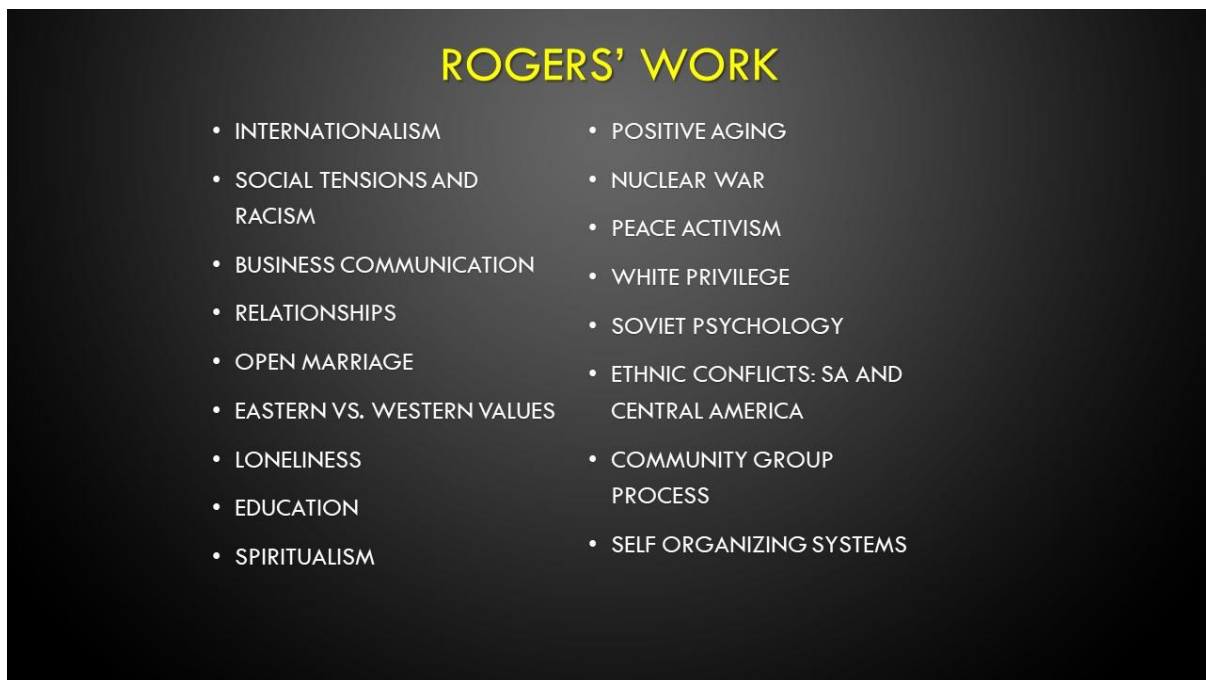 ROGERS’ WORK
• INTERNATIONALISM
• SOCIAL TENSIONS AND
RACISM
• BUSINESS COMMUNICATION
• RELATIONSHIPS
• OPEN MARRIAGE
• EASTERN VS. WESTERN VALUES
• LONELINESS
• EDUCATION
• SPIRITUALISM
• POSITIVE AGING
• NUCLEAR WAR
• PEACE ACTIVISM
• WHITE PRIVILEGE
• SOVIET PSYCHOLOGY
• ETHNIC CONFLICTS: SA AND
CENTRAL AMERICA
• COMMUNITY GROUP
PROCESS
• SELF ORGANIZING SYSTEMS